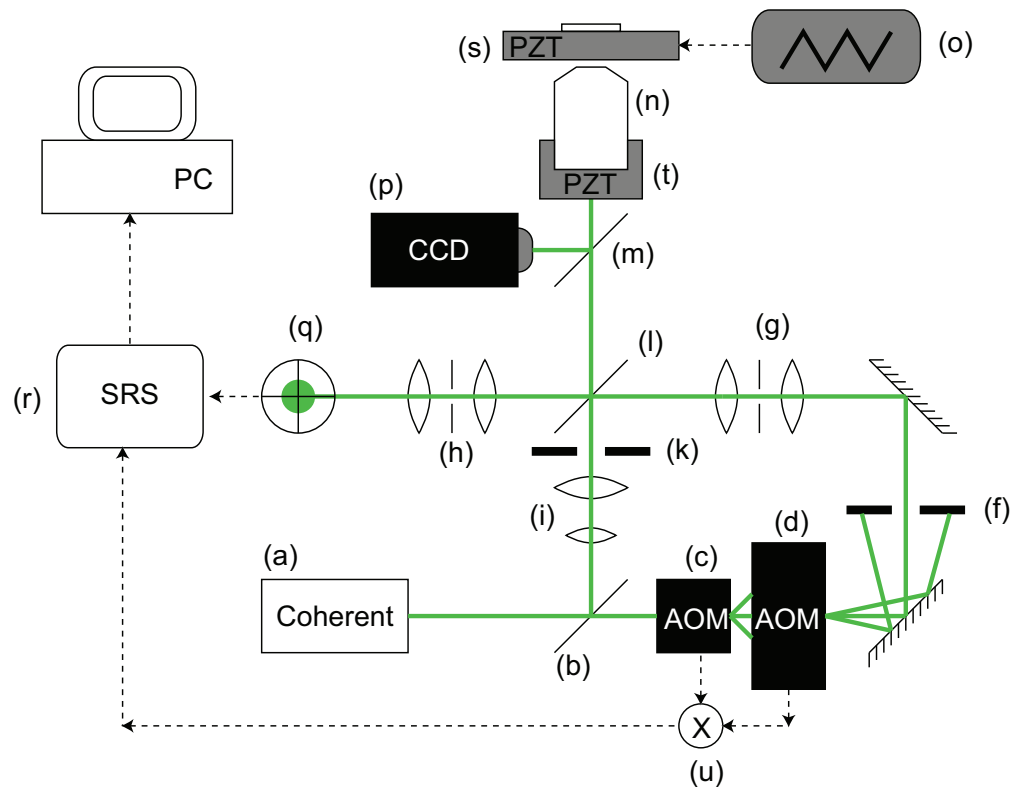 (s)
PZT
(o)
(n)
PC
(p)
PZT
(t)
CCD
(m)
(q)
(l)
(g)
(r)
SRS
(h)
(k)
(i)
(d)
(f)
(a)
(c)
Coherent
AOM
AOM
(b)
X
(u)